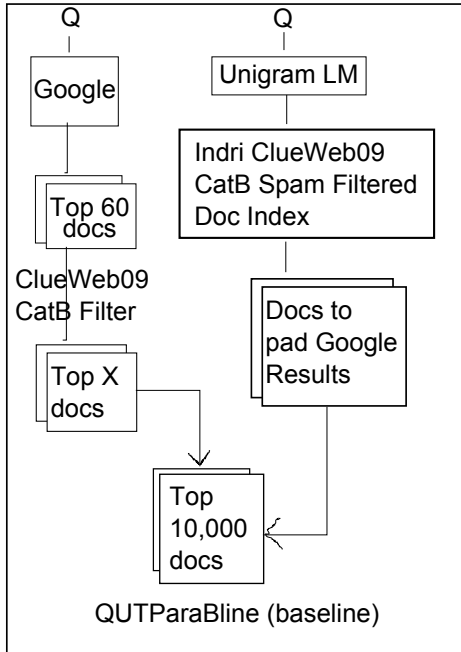 Q
Google
Top 60
docs
ClueWeb09
CatB Filter
Top X
docs
Q
Unigram LM
Indri ClueWeb09
CatB Spam Filtered
Doc Index
Docs to
pad Google
Results
Top
10,000
docs
QUTParaBline (baseline)